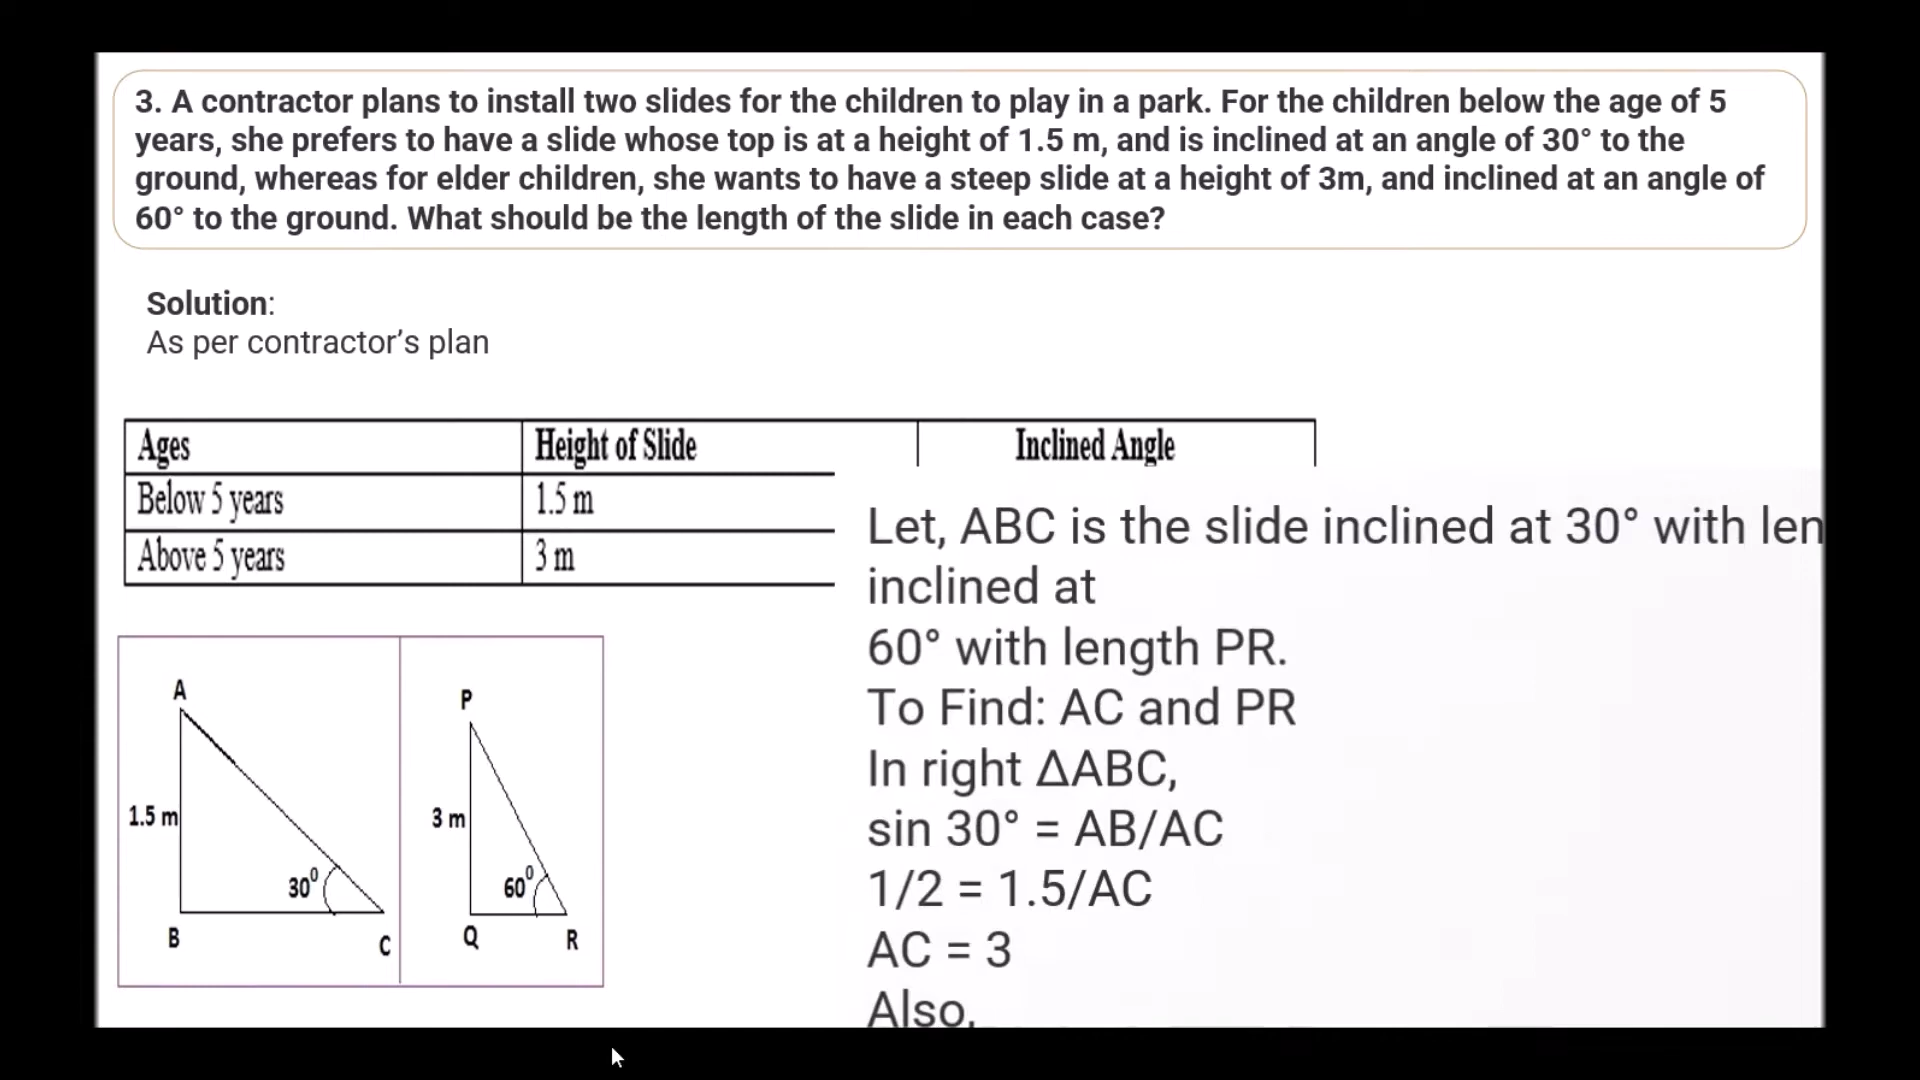 3. A contractor plans to install two slides for the children to play in a park. For the children below the age of 5
years, she prefers to have a slide whose top is at a height of 1.5 m, and is inclined at an angle of 30° to the
ground, whereas for elder children, she wants to have a steep slide at a height of 3m, and inclined at an angle of
60° to the ground. What should be the length of the slide in each case?
Solution:
As per contractor’s plan
Ages Height of Slide Inclined Angle
Below 5 years 1.5 m
Above 5 years 3 m
A
1.5 m
30⁰
B
C
P
3 m
60⁰
Q
R
Let, ABC is the slide inclined at 30° with len
inclined at
60° with length PR.
To Find: AC and PR
In right ΔABC,
sin 30° = AB/AC
1/2 = 1.5/AC
AC = 3
Also,